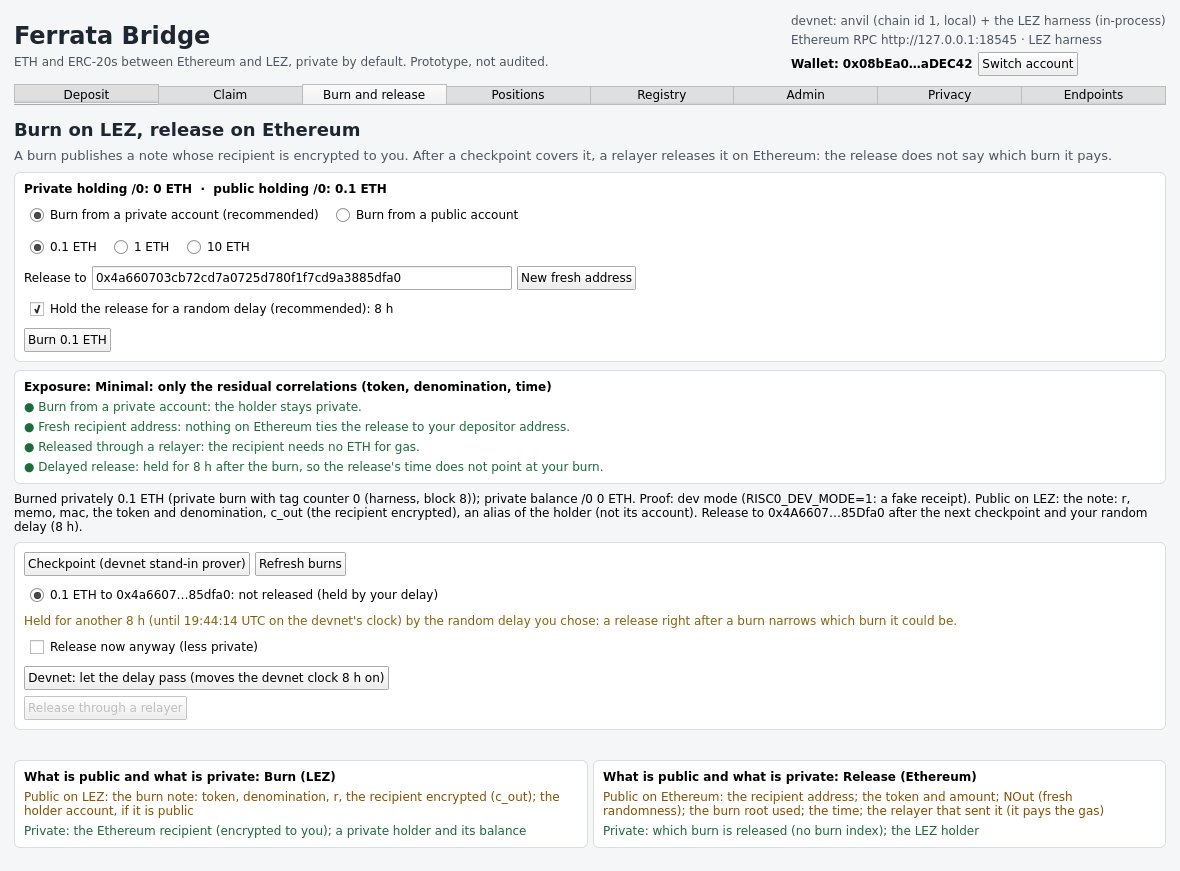 Ferrata Bridge
ETH and ERC-20s between Ethereum and LEZ, private by default. Prototype, not audited.
devnet: anvil (chain id 1, local) + the LEZ harness (in-process)
Ethereum RPC http://127.0.0.1:18545 · LEZ harness
Wallet: 0x08bEa0…aDEC42 Switch account
Deposit Claim Burn and release Positions Registry Admin Privacy Endpoints
Burn on LEZ, release on Ethereum
A burn publishes a note whose recipient is encrypted to you. After a checkpoint covers it, a relayer releases it on Ethereum: the release does not say which burn it pays.
Private holding /0: 0 ETH · public holding /0: 0.1 ETH
Burn from a private account (recommended) Burn from a public account
0.1 ETH 1 ETH 10 ETH
Release to 0x4a660703cb72cd7a0725d780f1f7cd9a3885dfa0 New fresh address
Hold the release for a random delay (recommended): 8 h
Burn 0.1 ETH
Exposure: Minimal: only the residual correlations (token, denomination, time)
● Burn from a private account: the holder stays private.
● Fresh recipient address: nothing on Ethereum ties the release to your depositor address.
● Released through a relayer: the recipient needs no ETH for gas.
● Delayed release: held for 8 h after the burn, so the release's time does not point at your burn.
Burned privately 0.1 ETH (private burn with tag counter 0 (harness, block 8)); private balance /0 0 ETH. Proof: dev mode (RISC0_DEV_MODE=1: a fake receipt). Public on LEZ: the note: r,
memo, mac, the token and denomination, c_out (the recipient encrypted), an alias of the holder (not its account). Release to 0x4A6607…85Dfa0 after the next checkpoint and your random
delay (8 h).
Checkpoint (devnet stand-in prover) Refresh burns
0.1 ETH to 0x4a6607…85dfa0: not released (held by your delay)
Held for another 8 h (until 19:44:14 UTC on the devnet's clock) by the random delay you chose: a release right after a burn narrows which burn it could be.
Release now anyway (less private)
Devnet: let the delay pass (moves the devnet clock 8 h on)
Release through a relayer
What is public and what is private: Burn (LEZ)
Public on LEZ: the burn note: token, denomination, r, the recipient encrypted (c_out); the
holder account, if it is public
Private: the Ethereum recipient (encrypted to you); a private holder and its balance
What is public and what is private: Release (Ethereum)
Public on Ethereum: the recipient address; the token and amount; NOut (fresh
randomness); the burn root used; the time; the relayer that sent it (it pays the gas)
Private: which burn is released (no burn index); the LEZ holder